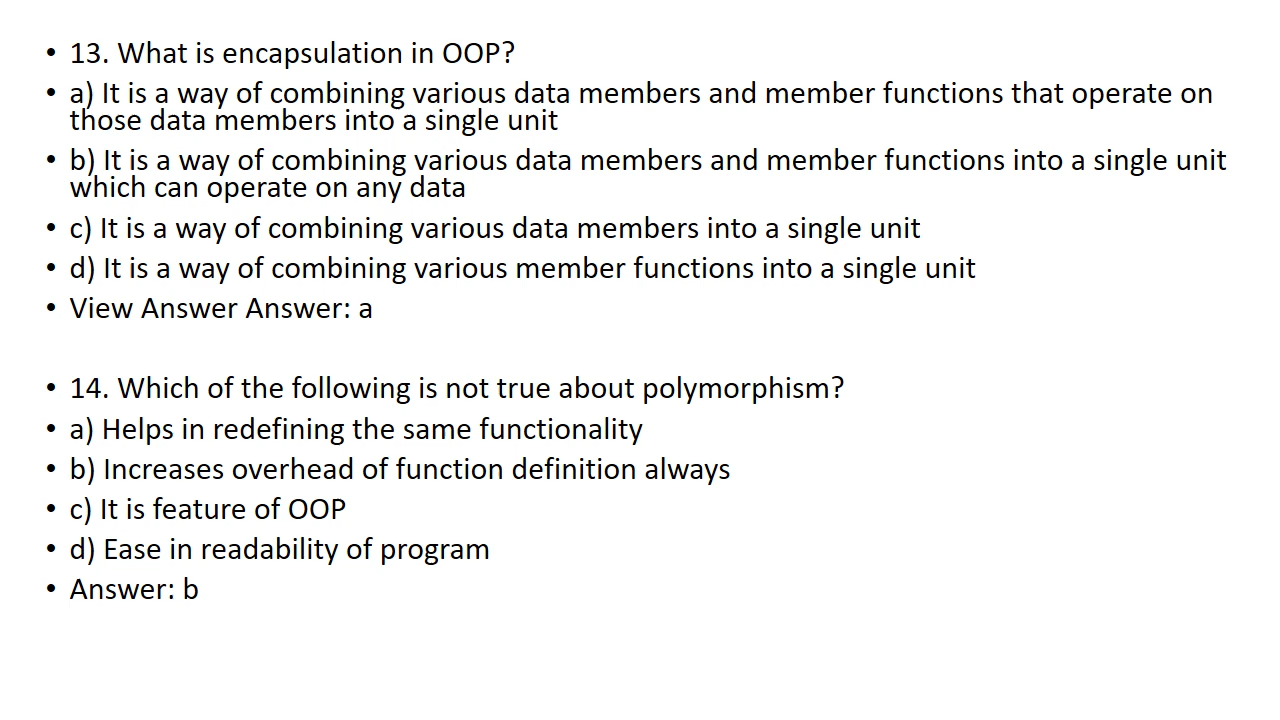 • 13. What is encapsulation in OOP?
• a) It is a way of combining various data members and member functions that operate on
those data members into a single unit
• b) It is a way of combining various data members and member functions into a single unit
which can operate on any data
• c) It is a way of combining various data members into a single unit
• d) It is a way of combining various member functions into a single unit
• View Answer Answer: a
• 14. Which of the following is not true about polymorphism?
• a) Helps in redefining the same functionality
• b) Increases overhead of function definition always
• c) It is feature of OOP
• d) Ease in readability of program
• Answer: b